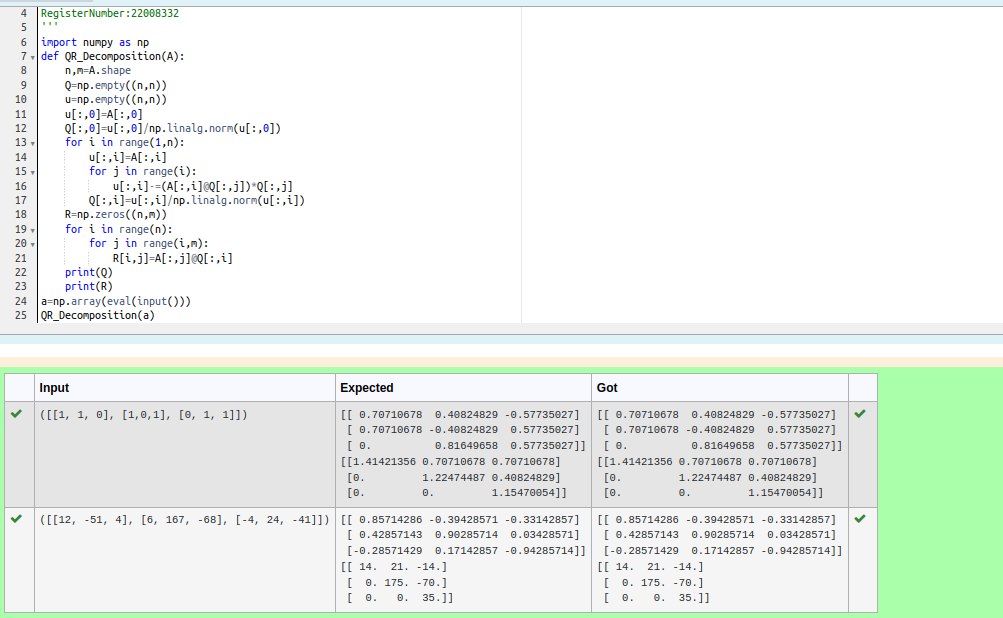 4 RegisterNumber:22008332
5 '''
6 import numpy as np
7 def QR_Decomposition(A):
8     n,m=A.shape
9     Q=np.empty((n,n))
10     u=np.empty((n,n))
11     u[:,0]=A[:,0]
12     Q[:,0]=u[:,0]/np.linalg.norm(u[:,0])
13     for i in range(1,n):
14         u[:,i]=A[:,i]
15         for j in range(i):
16             u[:,i]-=(A[:,i]@Q[:,j])*Q[:,j]
17         Q[:,i]=u[:,i]/np.linalg.norm(u[:,i])
18     R=np.zeros((n,m))
19     for i in range(n):
20         for j in range(i,m):
21             R[i,j]=A[:,j]@Q[:,i]
22     print(Q)
23     print(R)
24 a=np.array(eval(input()))
25 QR_Decomposition(a)
Input Expected Got
([[1, 1, 0], [1,0,1], [0, 1, 1]]) [[ 0.70710678  0.40824829 -0.57735027] [[ 0.70710678  0.40824829 -0.57735027]
[ 0.70710678 -0.40824829  0.57735027] [ 0.70710678 -0.40824829  0.57735027]
[ 0.          0.81649658  0.57735027]] [ 0.          0.81649658  0.57735027]]
[[1.41421356 0.70710678 0.70710678] [[1.41421356 0.70710678 0.70710678]
[0.         1.22474487 0.40824829] [0.         1.22474487 0.40824829]
[0.         0.         1.15470054]] [0.         0.         1.15470054]]
([[12, -51, 4], [6, 167, -68], [-4, 24, -41]]) [[ 0.85714286 -0.39428571 -0.33142857] [[ 0.85714286 -0.39428571 -0.33142857]
[ 0.42857143  0.90285714  0.03428571] [ 0.42857143  0.90285714  0.03428571]
[-0.28571429  0.17142857 -0.94285714]] [-0.28571429  0.17142857 -0.94285714]]
[[ 14.  21. -14.] [[ 14.  21. -14.]
[  0. 175. -70.] [  0. 175. -70.]
[  0.   0.  35.]] [  0.   0.  35.]]